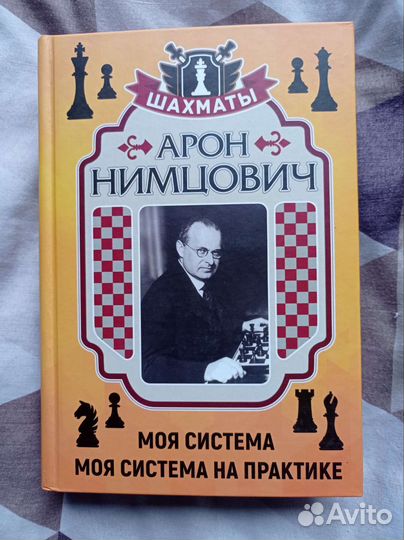 ШАХМАТЫ
АРОН
НИМЦОВИЧ
МОЯ СИСТЕМА
МОЯ СИСТЕМА НА ПРАКТИКЕ
Avito